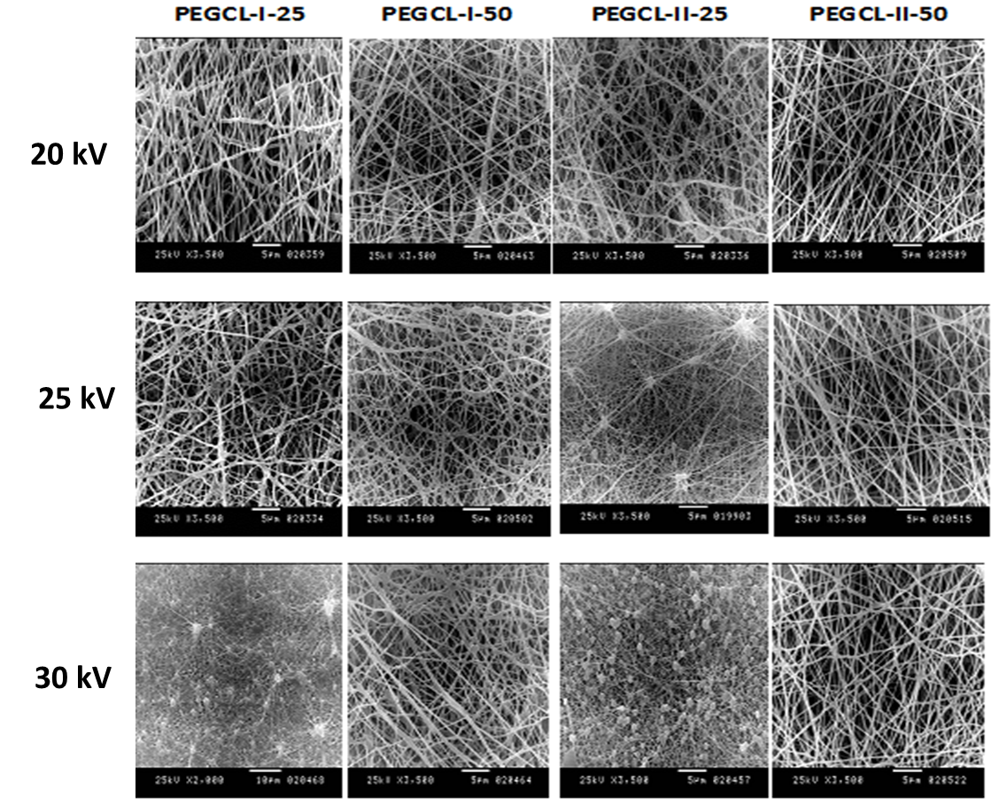 PEGCL-I-25 PEGCL-I-50 PEGCL-II-25 PEGCL-II-50
20 kV
25kV X3,500 5µm 020359 25kV X3,500 5µm 020463 25kV X3,500 5µm 020336 25kV X3,500 5µm 020509
25 kV
25kV X3,500 5µm 020334 25kV X3,500 5µm 020502 25kV X3,500 5µm 019903 25kV X3,500 5µm 020515
30 kV
25kV X2,000 10µm 020468 25kV X3,500 5µm 020464 25kV X3,500 5µm 020457 25kV X3,500 5µm 020522